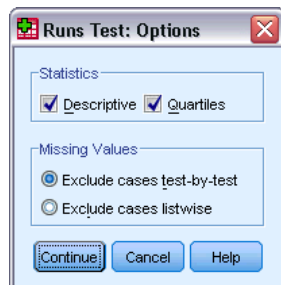 Runs Test: Options
Statistics
Descriptive Quartiles
Missing Values
Exclude cases test-by-test
Exclude cases listwise
Continue Cancel Help